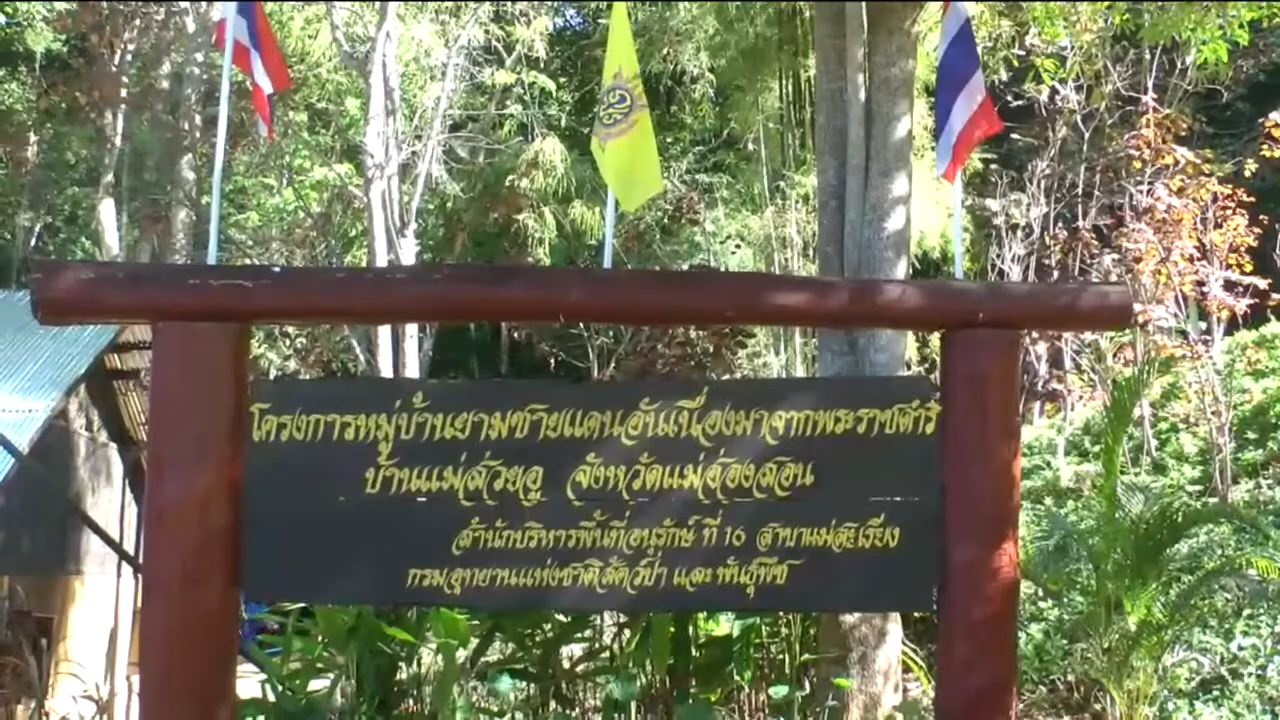 โครงการหมู่บ้านยามชายแดนอันเนื่องมาจากพระราชดำริ
บ้านแม่ส่วยอู จังหวัดแม่ฮ่องสอน
สำนักบริหารพื้นที่อนุรักษ์ ที่ 16 สาขาแม่สะเรียง
กรมอุทยานแห่งชาติสัตว์ป่า และ พันธุ์พืช